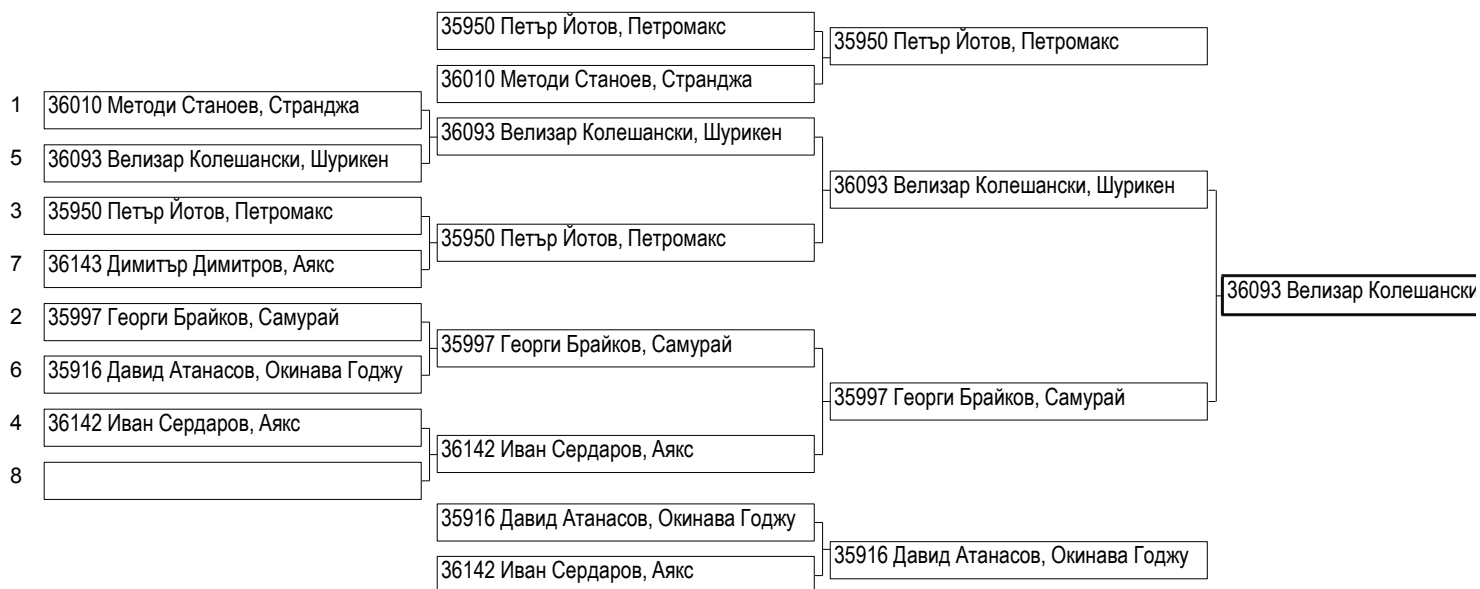 35950 Петър Йотов, Петромакс
35950 Петър Йотов, Петромакс
36010 Методи Станоев, Странджа
1 36010 Методи Станоев, Странджа
36093 Велизар Колешански, Шурикен
5 36093 Велизар Колешански, Шурикен
36093 Велизар Колешански, Шурикен
3 35950 Петър Йотов, Петромакс
35950 Петър Йотов, Петромакс
7 36143 Димитър Димитров, Аякс
36093 Велизар Колешански
2 35997 Георги Брайков, Самурай
35997 Георги Брайков, Самурай
6 35916 Давид Атанасов, Окинава Годжу
35997 Георги Брайков, Самурай
4 36142 Иван Сердаров, Аякс
36142 Иван Сердаров, Аякс
8
35916 Давид Атанасов, Окинава Годжу
35916 Давид Атанасов, Окинава Годжу
36142 Иван Сердаров, Аякс